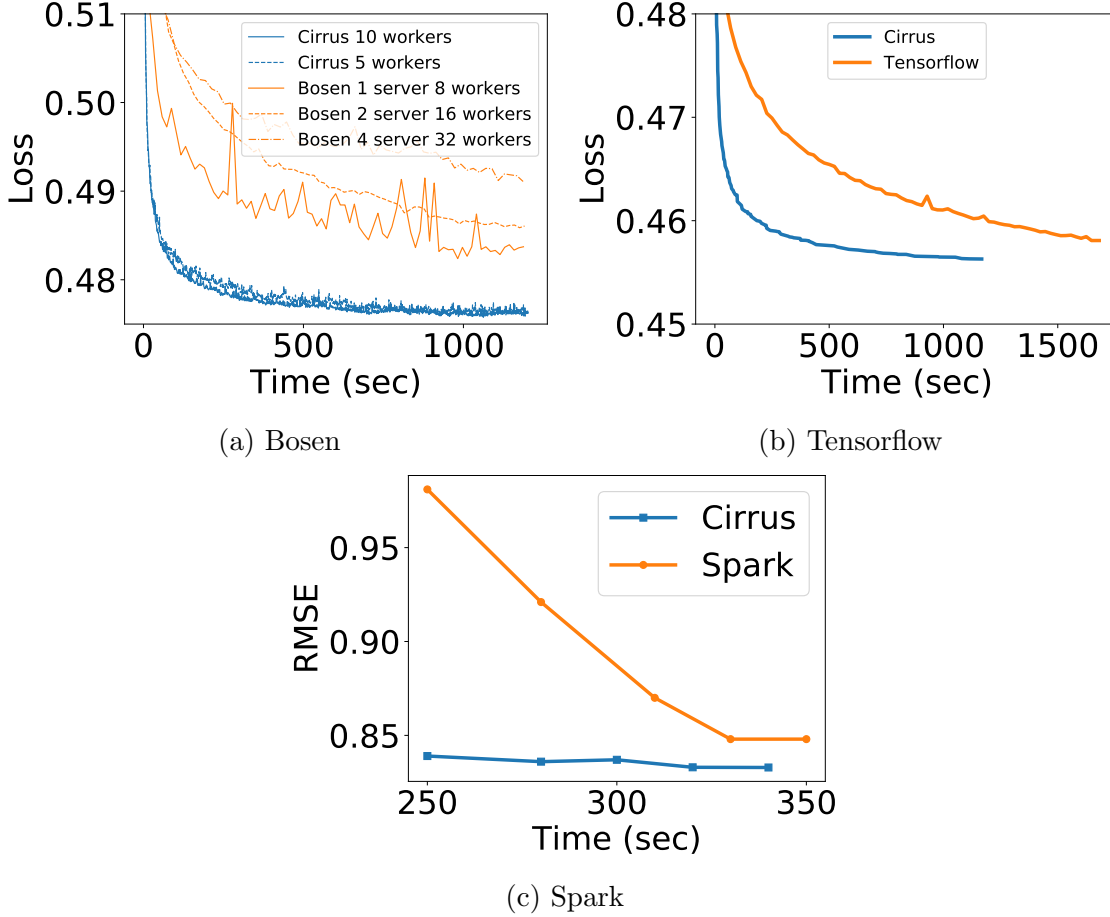 0.51
0.50
0.49
0.48
Loss
Cirrus 10 workers
Cirrus 5 workers
Bosen 1 server 8 workers
Bosen 2 server 16 workers
Bosen 4 server 32 workers
0 500 1000
Time (sec)
(a) Bosen
0.48
0.47
0.46
0.45
Loss
Cirrus
Tensorflow
0 500 1000 1500
Time (sec)
(b) Tensorflow
0.95
0.90
0.85
RMSE
Cirrus
Spark
250 300 350
Time (sec)
(c) Spark